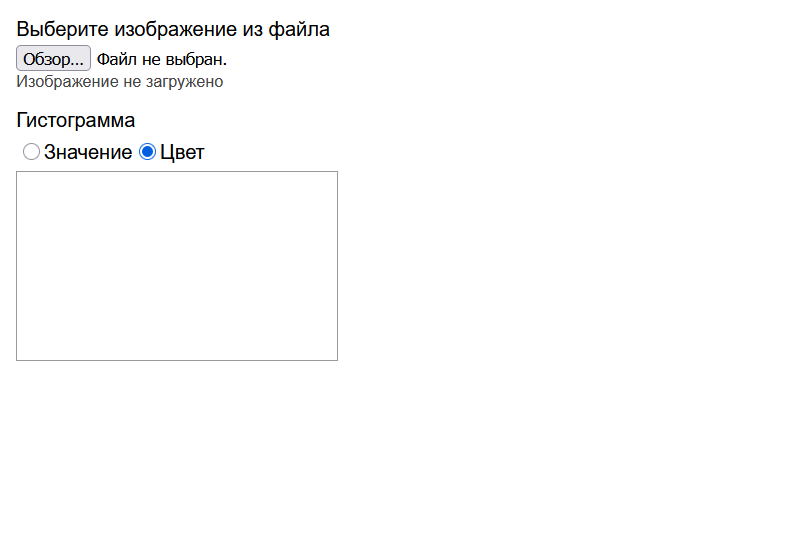 Выберите изображение из файла
Обзор... Файл не выбран.
Изображение не загружено
Гистограмма
Значение Цвет